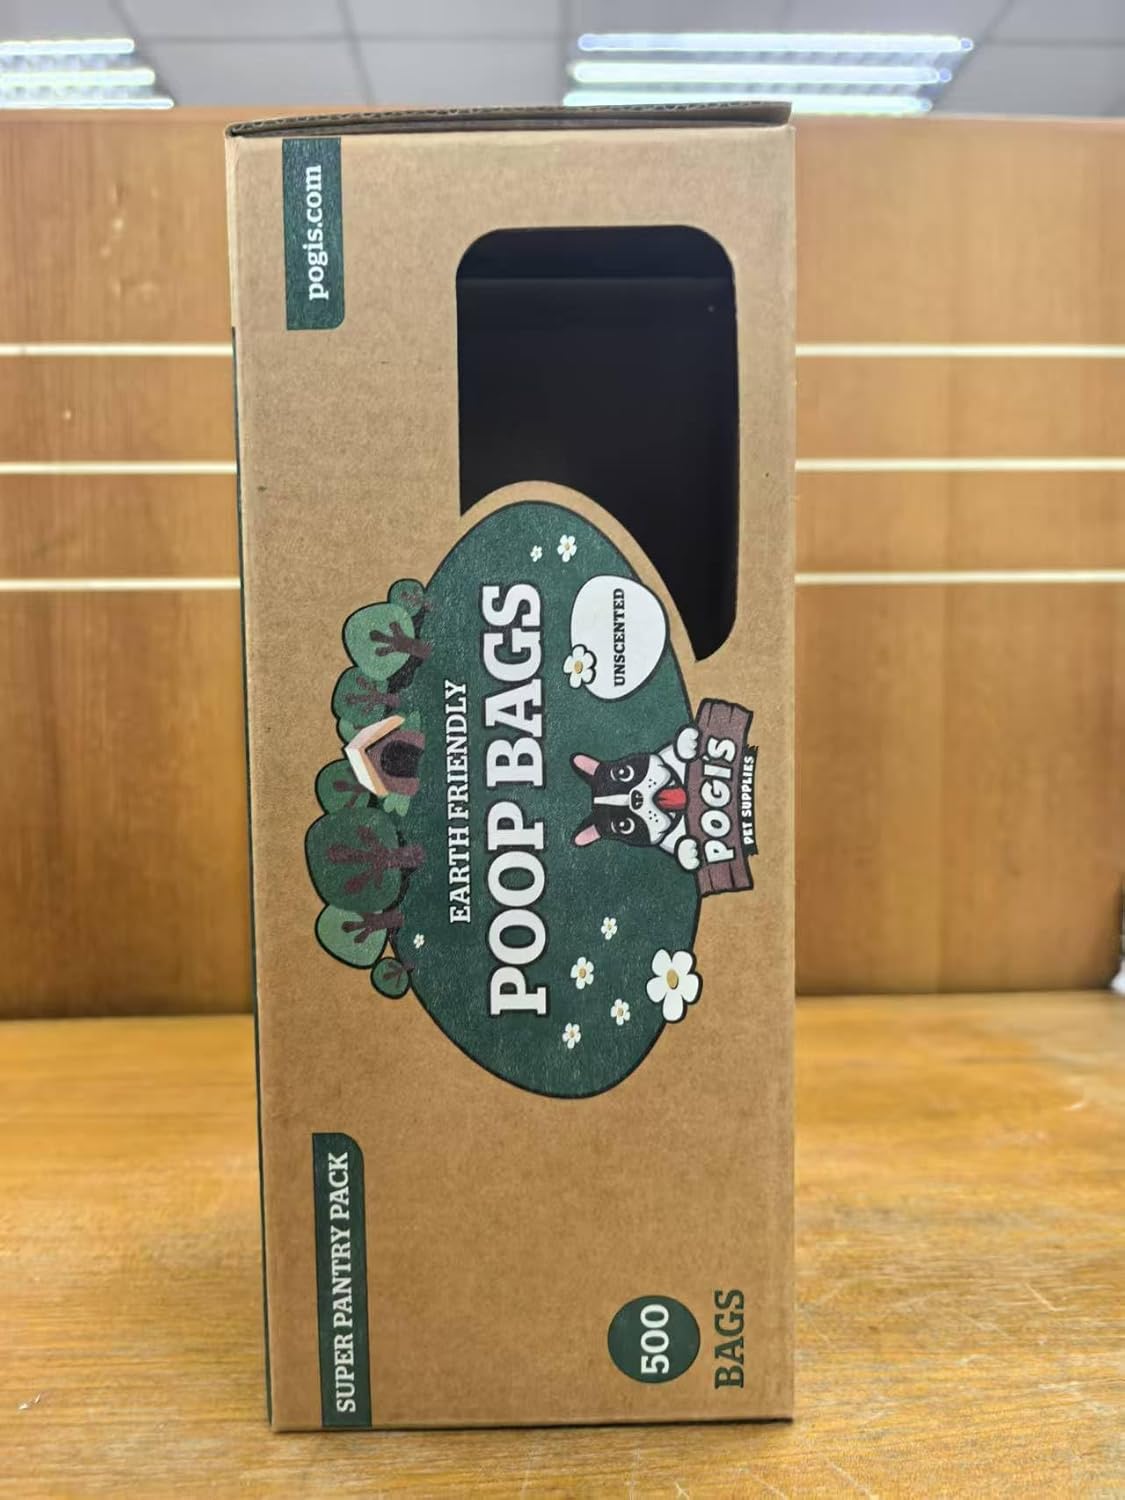 SUPER PANTRY PACK
pogis.com
EARTH FRIENDLY
POOP BAGS
UNSCENTED
POGI'S
PET SUPPLIES
500
BAGS